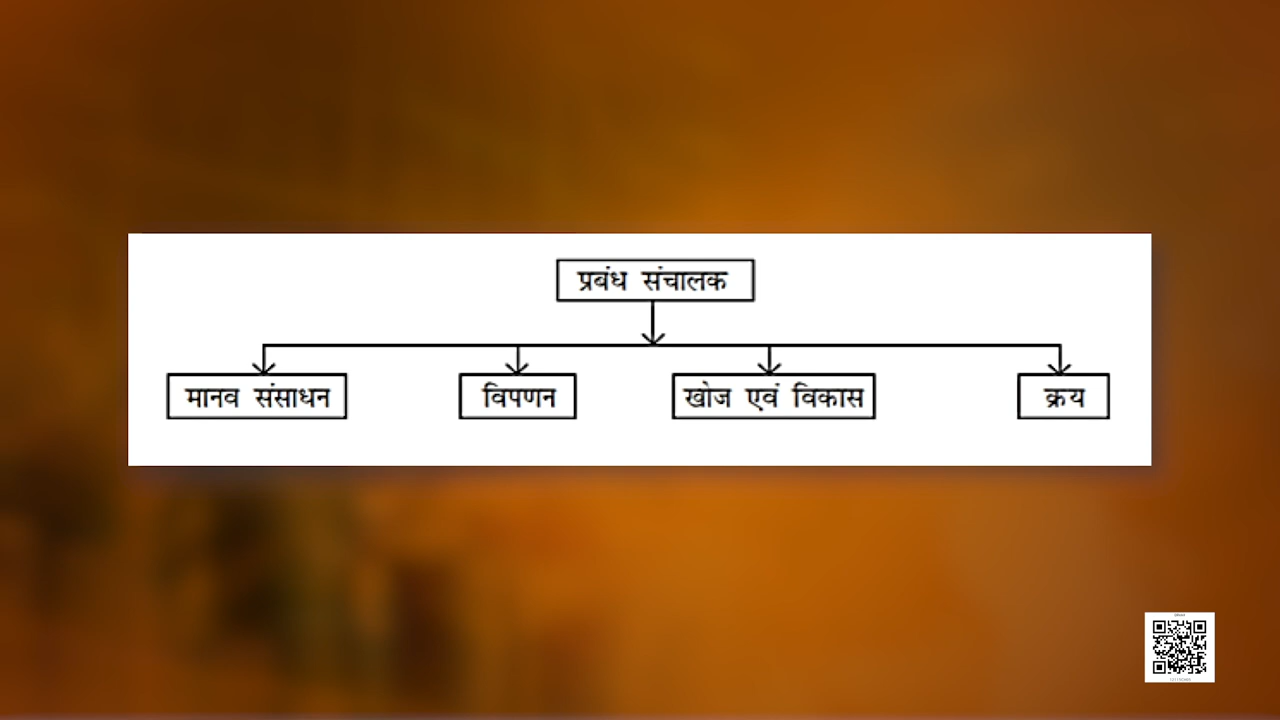 प्रबंध संचालक
मानव संसाधन
विपणन
खोज एवं विकास
क्रय